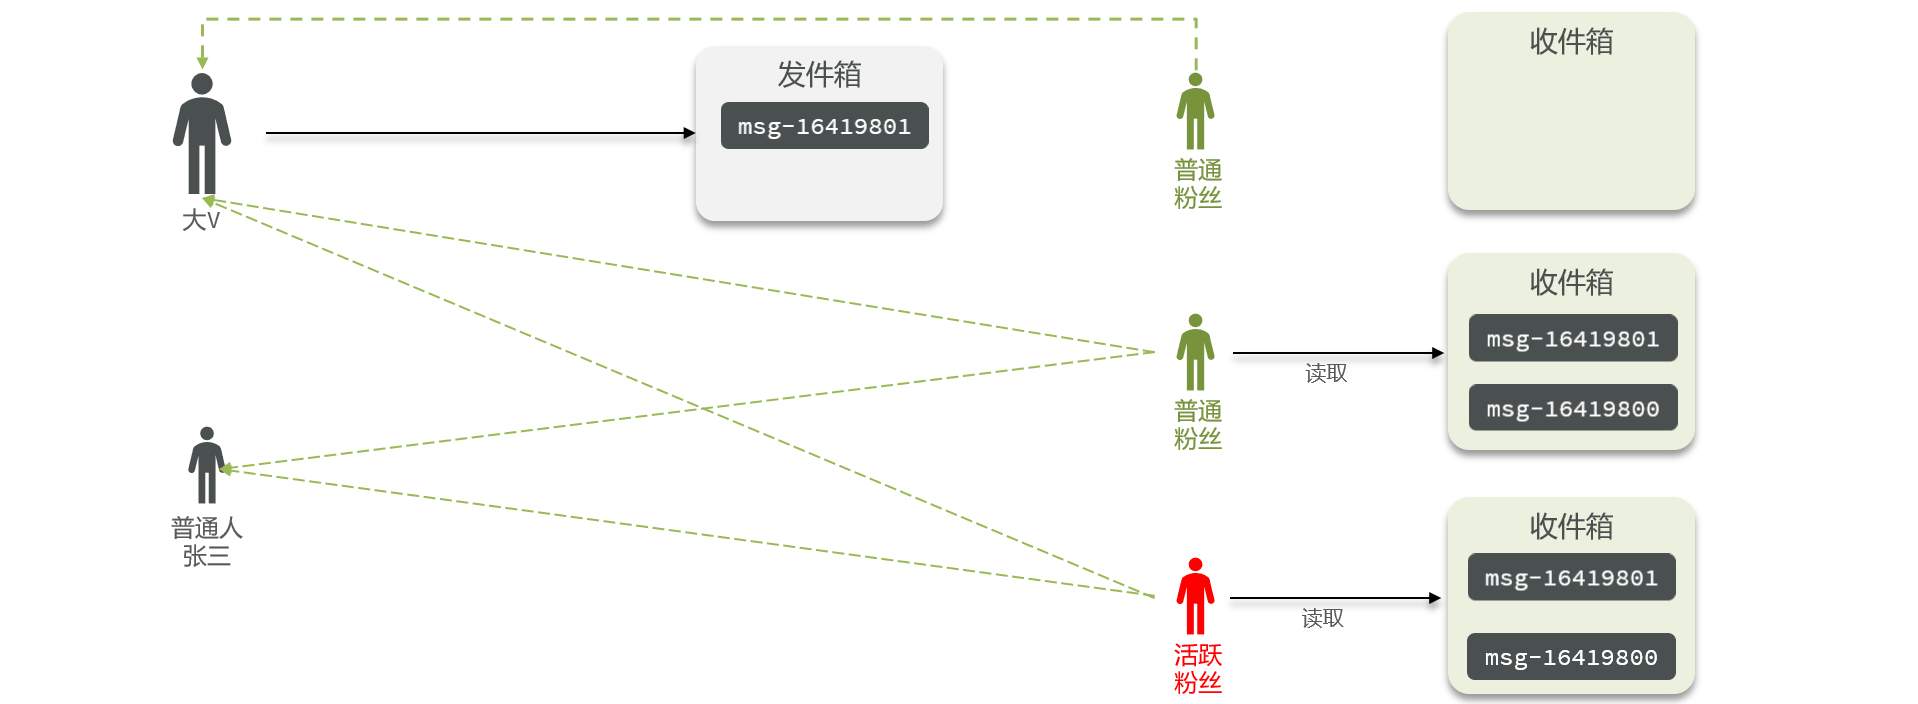 发件箱
msg-16419801
大V
普通
粉丝
收件箱
普通
粉丝
读取
收件箱
msg-16419801
msg-16419800
普通人
张三
活跃
粉丝
读取
收件箱
msg-16419801
msg-16419800